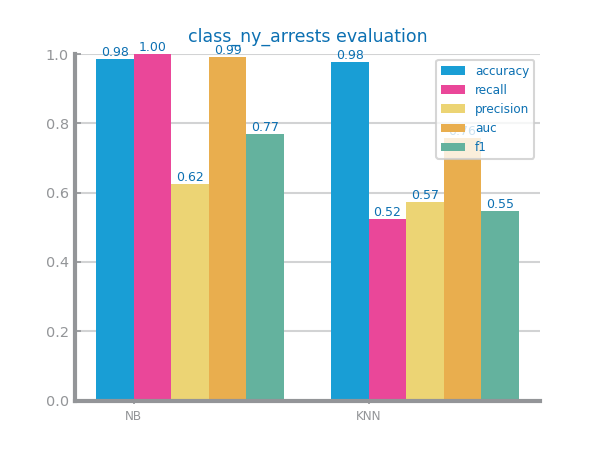 class_ny_arrests evaluation
1.0
0.8
0.6
0.4
0.2
0.0
0.98
1.00
0.62
0.99
0.77
0.98
0.52
0.57
0.76
0.55
accuracy
recall
precision
auc
f1
NB
KNN